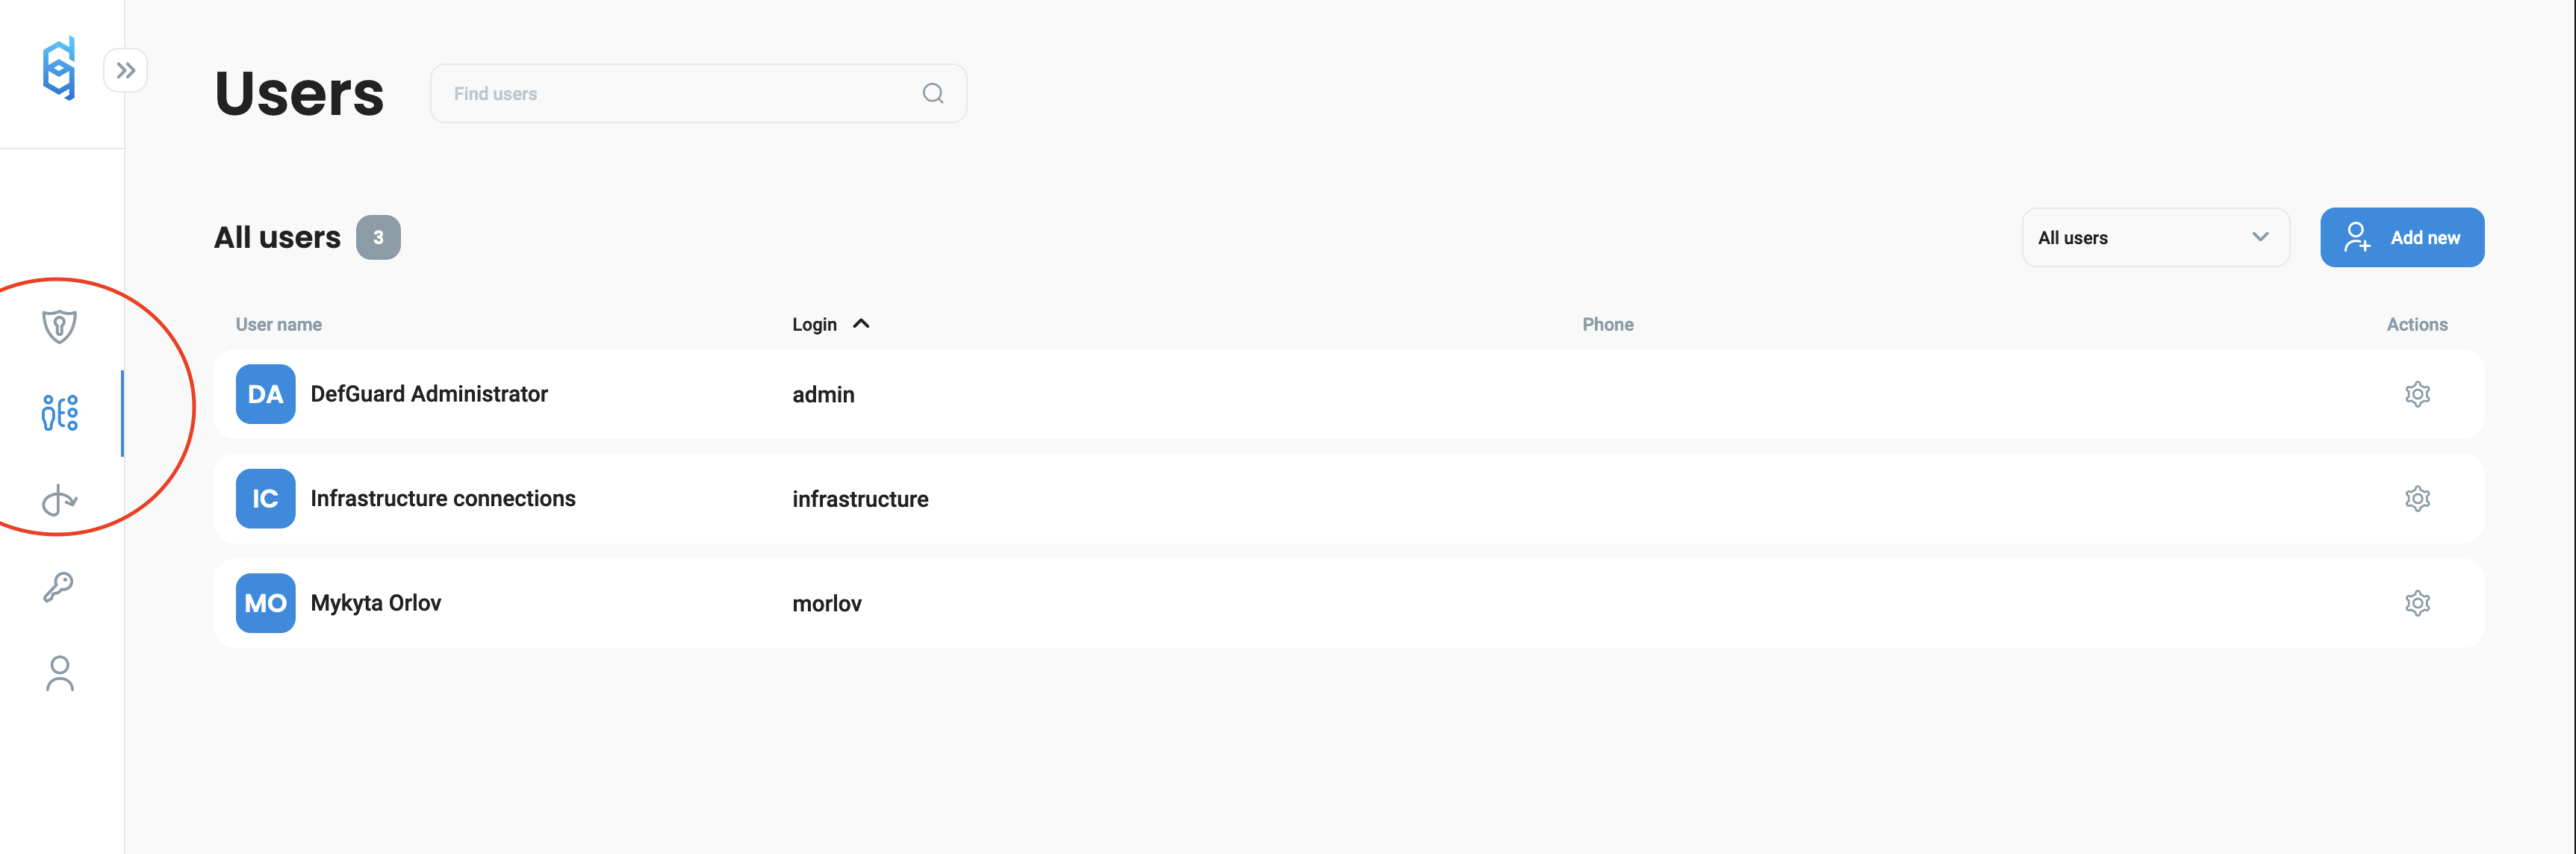 Users
Find users
All users 3
All users
Add new
User name Login Phone Actions
DA DefGuard Administrator admin
IC Infrastructure connections infrastructure
MO Mykyta Orlov morlov